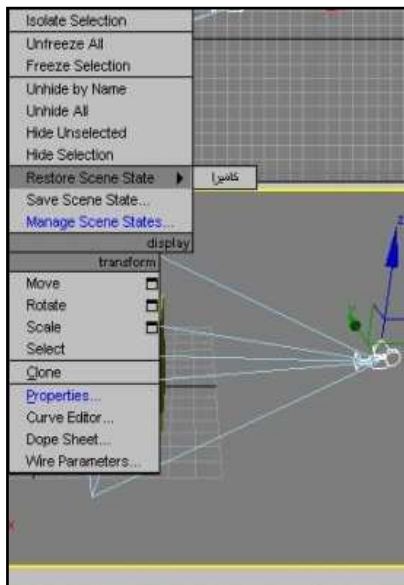 Isolate Selection
Unfreeze All
Freeze Selection
Unhide by Name
Unhide All
Hide Unselected
Hide Selection
Restore Scene State
كاميرا
Save Scene State...
Manage Scene States...
display
transform
Move
Rotate
Scale
Select
Clone
Properties...
Curve Editor...
Dope Sheet...
Wire Parameters...
z
y
x